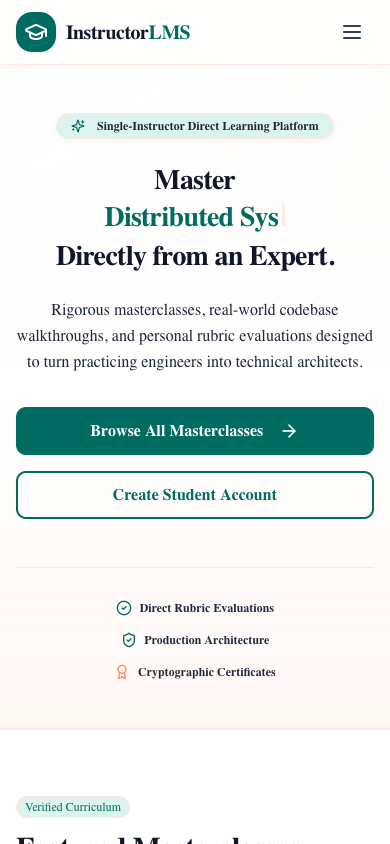 InstructorLMS
Single-Instructor Direct Learning Platform
Master
Distributed Sys
Directly from an Expert.
Rigorous masterclasses, real-world codebase
walkthroughs, and personal rubric evaluations designed
to turn practicing engineers into technical architects.
Browse All Masterclasses
Create Student Account
Direct Rubric Evaluations
Production Architecture
Cryptographic Certificates
Verified Curriculum